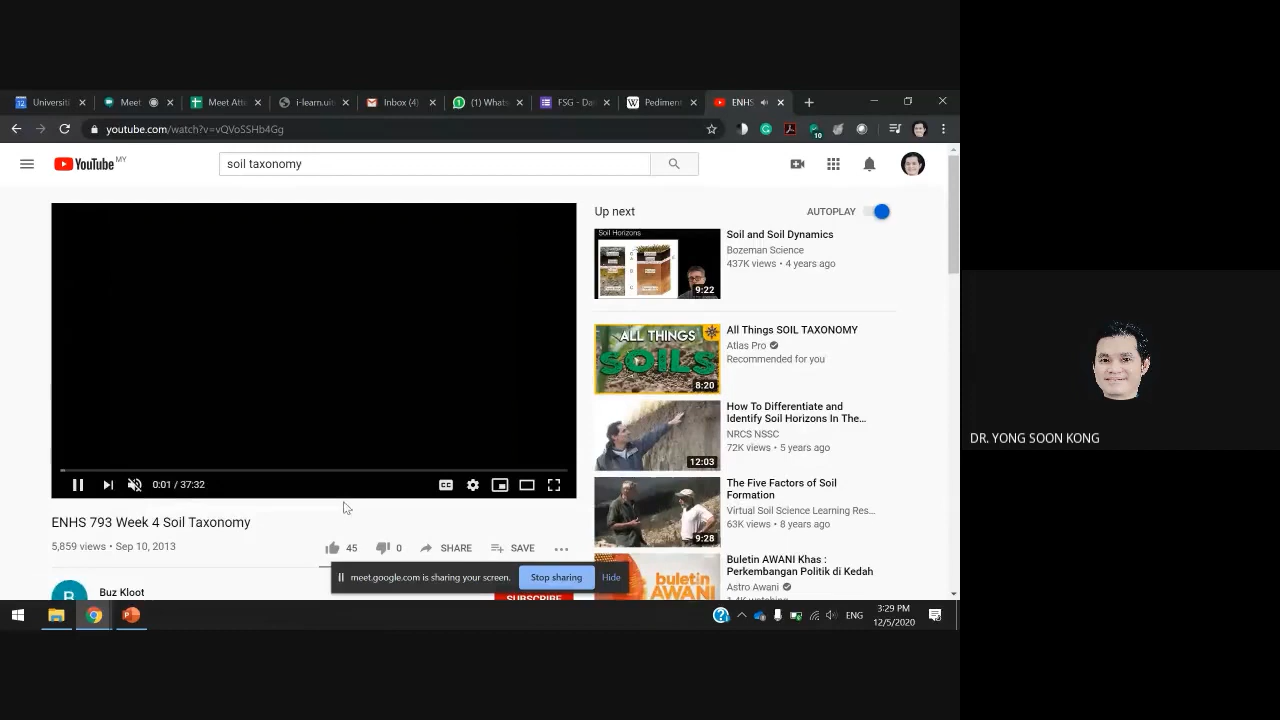 Universiti
Meet
Meet Atte
i-learn.uit
Inbox (4)
(1) Whats
FSG - Da
Pediment
ENHS
youtube.com/watch?v=vQVoSSHb4Gg
10
YouTube MY
soil taxonomy
Up next
AUTOPLAY
Soil Horizons
9:22
Soil and Soil Dynamics
Bozeman Science
437K views • 4 years ago
ALL THINGS
SOILS
8:20
All Things SOIL TAXONOMY
Atlas Pro
Recommended for you
12:03
How To Differentiate and
Identify Soil Horizons In The...
NRCS NSSC
72K views • 5 years ago
9:28
The Five Factors of Soil
Formation
Virtual Soil Science Learning Res...
63K views • 8 years ago
buletin
AWANI
Buletin AWANI Khas :
Perkembangan Politik di Kedah
Astro Awani
0:01 / 37:32
CC
ENHS 793 Week 4 Soil Taxonomy
5,859 views • Sep 10, 2013
45
0
SHARE
SAVE
B
Buz Kloot
SUBSCRIBE
meet.google.com is sharing your screen.
Stop sharing
Hide
ENG
3:29 PM
12/5/2020
DR. YONG SOON KONG